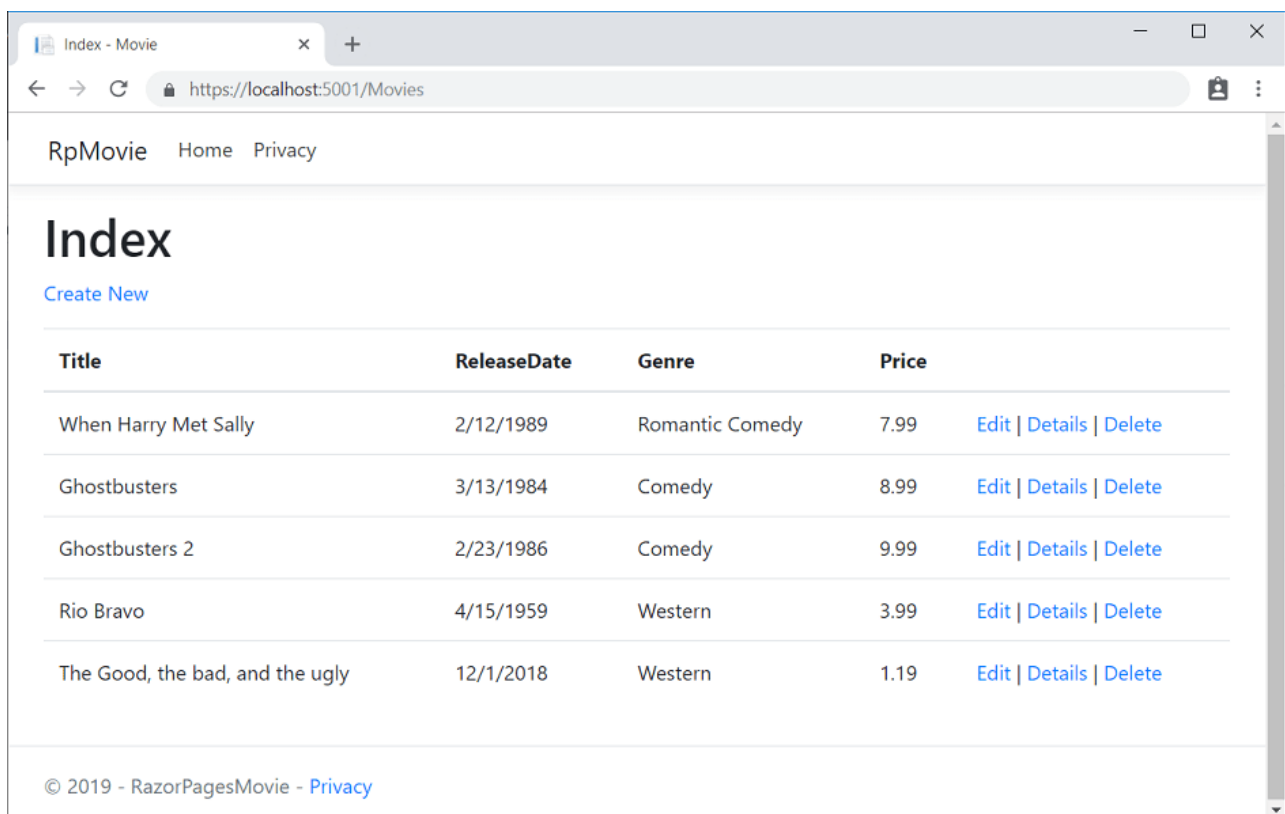 Index - Movie
https://localhost:5001/Movies
RpMovie Home Privacy
Index
Create New
Title ReleaseDate Genre Price
When Harry Met Sally 2/12/1989 Romantic Comedy 7.99 Edit | Details | Delete
Ghostbusters 3/13/1984 Comedy 8.99 Edit | Details | Delete
Ghostbusters 2 2/23/1986 Comedy 9.99 Edit | Details | Delete
Rio Bravo 4/15/1959 Western 3.99 Edit | Details | Delete
The Good, the bad, and the ugly 12/1/2018 Western 1.19 Edit | Details | Delete
© 2019 - RazorPagesMovie - Privacy